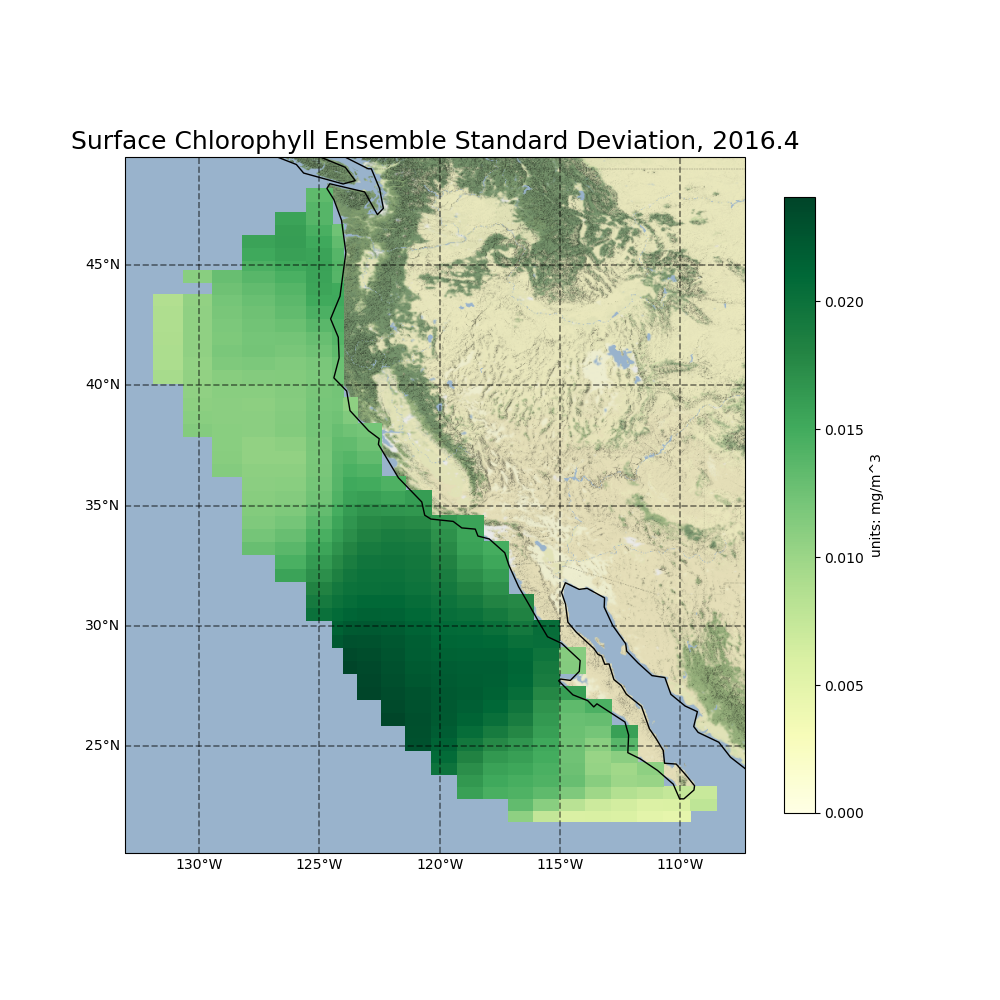 Surface Chlorophyll Ensemble Standard Deviation, 2016.4
45°N
40°N
35°N
30°N
25°N
130°W
125°W
120°W
115°W
110°W
0.020
0.015
0.010
0.005
0.000
units: mg/m^3